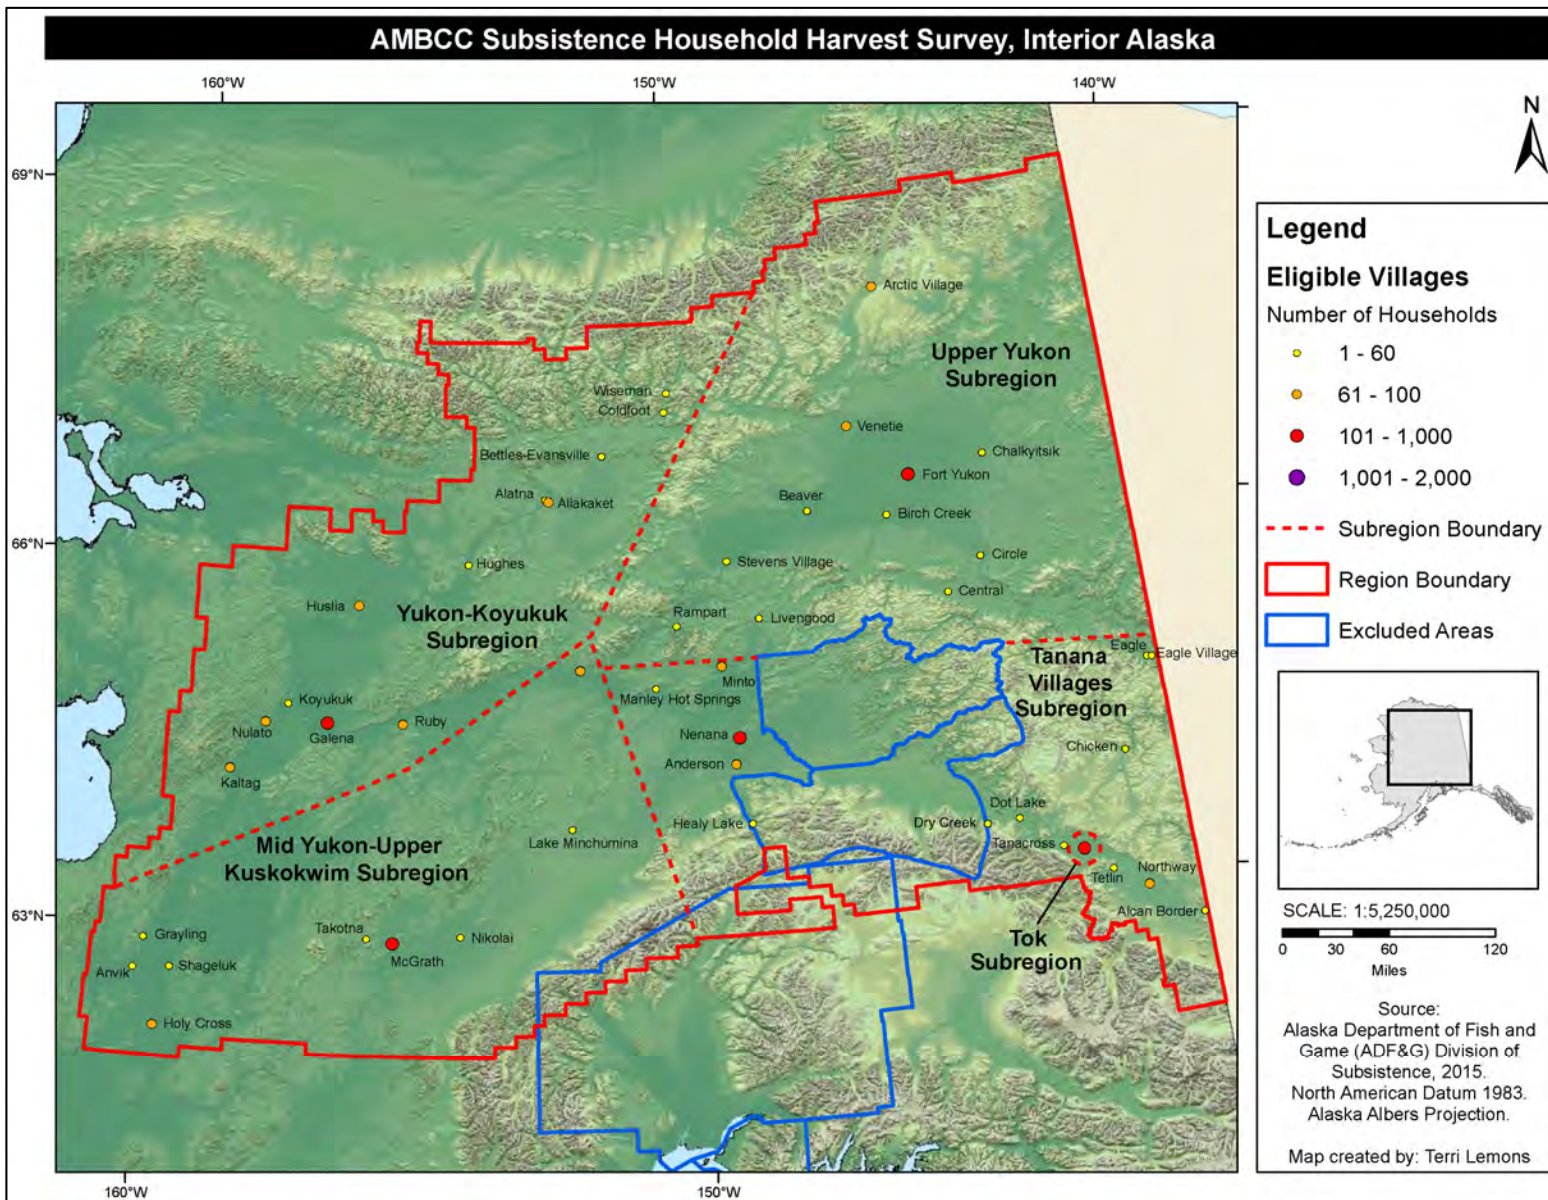 AMBCC Subsistence Household Harvest Survey, Interior Alaska
160°W
150°W
140°W
N
69°N
66°N
63°N
160°W
150°W
Arctic Village
Upper Yukon
Subregion
Wiseman
Coldfoot
Venetie
Chalkyitsik
Bettles-Evansville
Fort Yukon
Alatna
Allakaket
Beaver
Birch Creek
Hughes
Stevens Village
Circle
Central
Huslia
Yukon-Koyukuk
Subregion
Rampart
Livengood
Tanana
Villages
Subregion
Eagle
Eagle Village
Minto
Manley Hot Springs
Koyukuk
Nulato
Galena
Ruby
Nenana
Chicken
Anderson
Kaltag
Dot Lake
Healy Lake
Dry Creek
Lake Minchumina
Tanacross
Mid Yukon-Upper
Kuskokwim Subregion
Tetlin
Northway
Alcan Border
Grayling
Takotna
Nikolai
McGrath
Tok
Subregion
Anvik
Shageluk
Holy Cross
Legend
Eligible Villages
Number of Households
1 - 60
61 - 100
101 - 1,000
1,001 - 2,000
Subregion Boundary
Region Boundary
Excluded Areas
SCALE: 1:5,250,000
0 30 60 120
Miles
Source:
Alaska Department of Fish and
Game (ADF&G) Division of
Subsistence, 2015.
North American Datum 1983.
Alaska Albers Projection.
Map created by: Terri Lemons